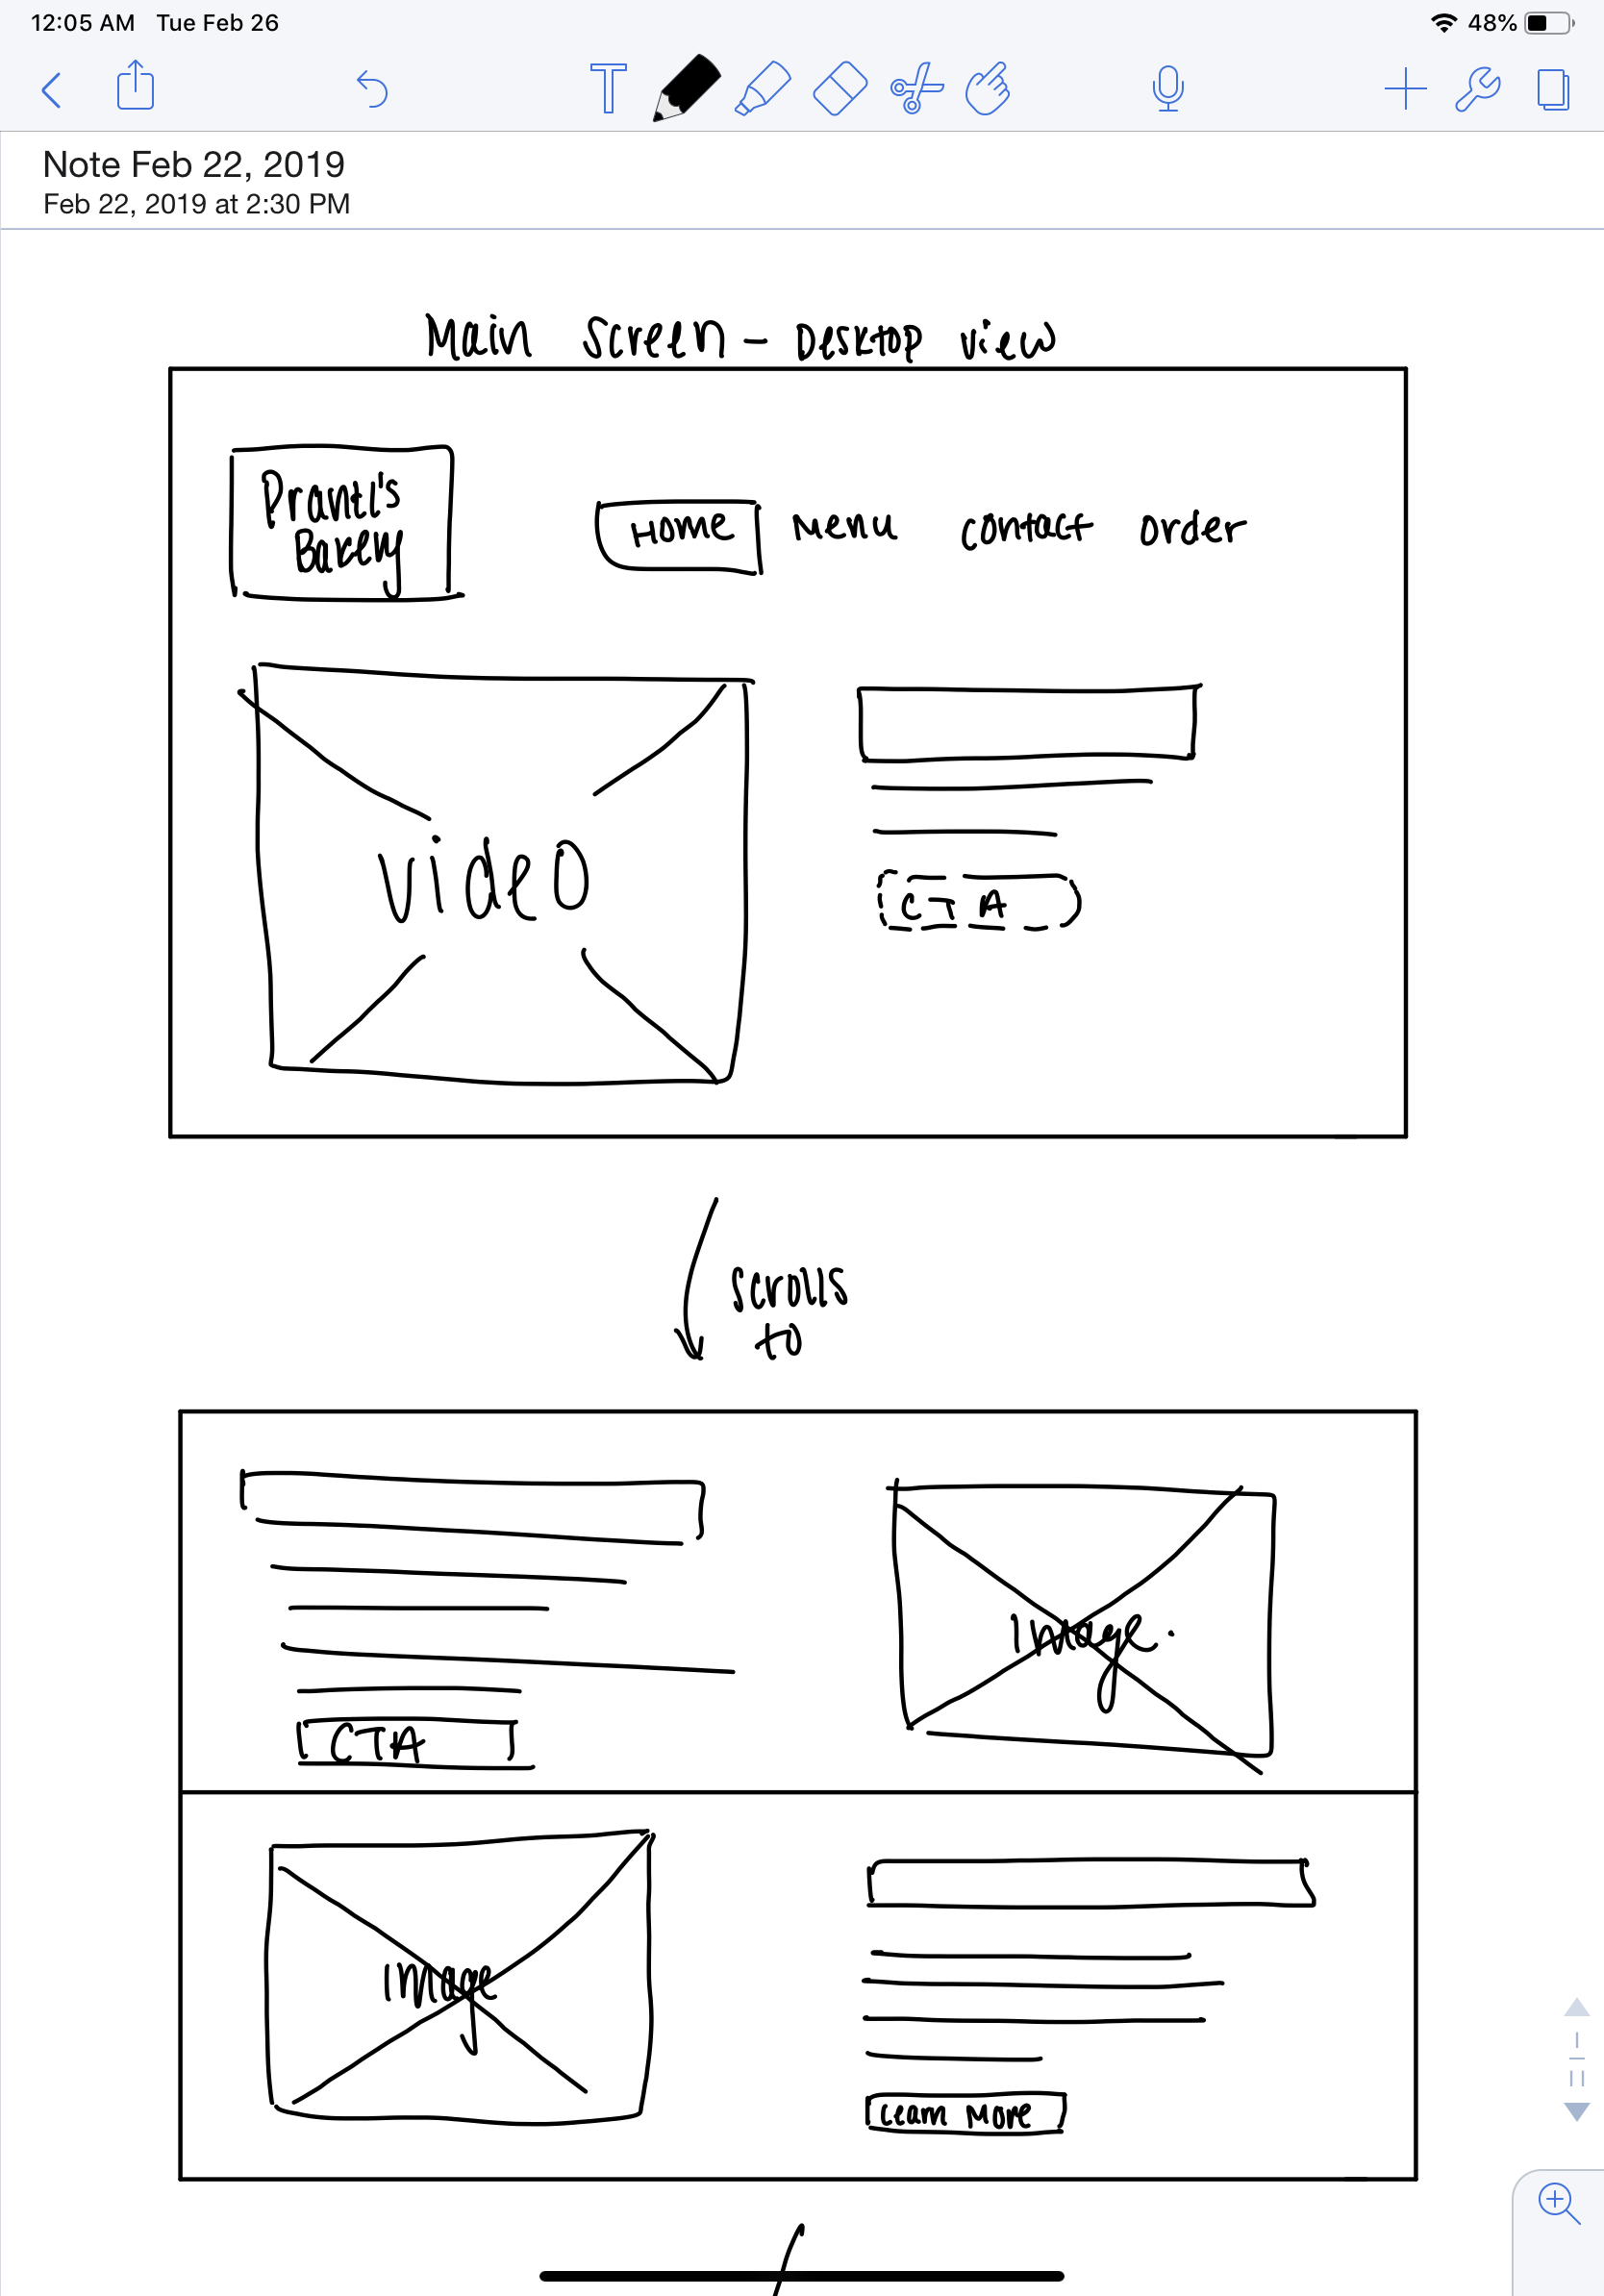 12:05 AM Tue Feb 26 48%
Note Feb 22, 2019
Feb 22, 2019 at 2:30 PM
Main Screen - Desktop view
Prantl's
Bakery
Home Menu contact order
video
CTA
scrolls
to
CTA
Image.
Image
Learn More